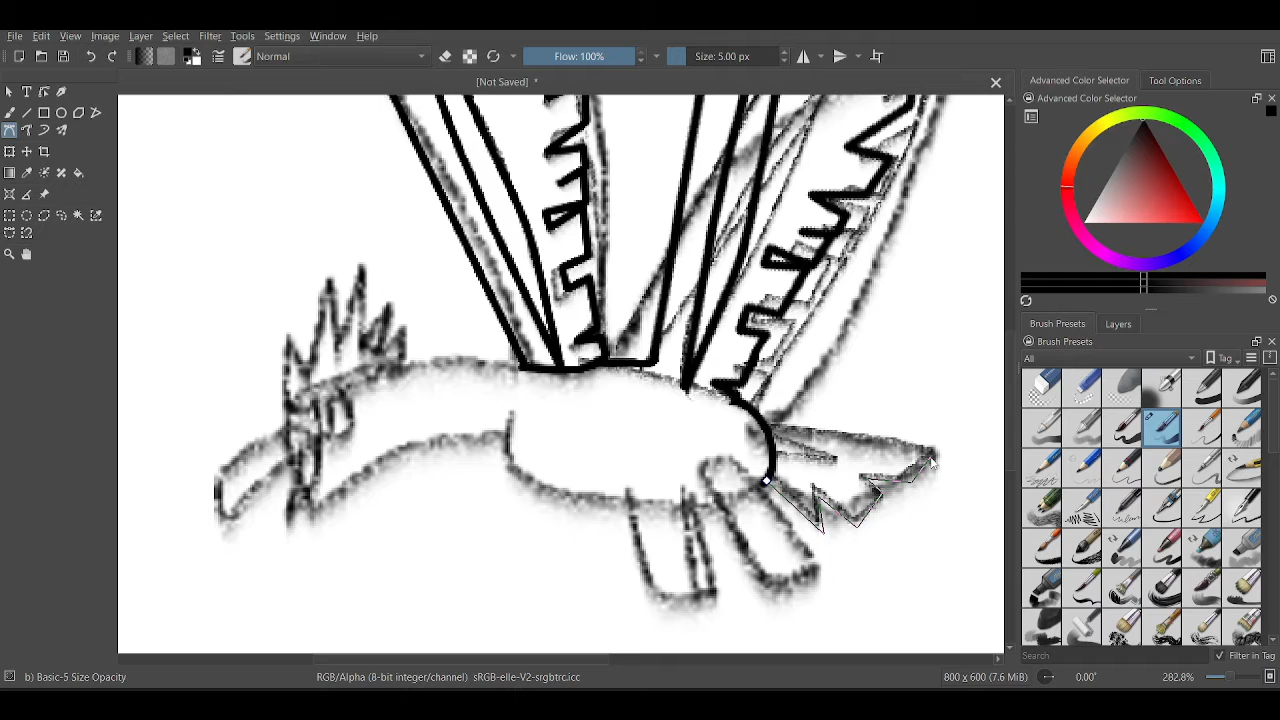 File Edit View Image Layer Select Filter Tools Settings Window Help
Normal Flow: 100% Size: 5.00 px
[Not Saved] *
Advanced Color Selector Tool Options
Advanced Color Selector
Brush Presets Layers
Brush Presets
All Tag
Search Filter in Tag
b) Basic-5 Size Opacity RGB/Alpha (8-bit integer/channel) sRGB-elle-V2-srgbtrc.icc 800 x 600 (7.6 MiB) 0.00° 282.8%